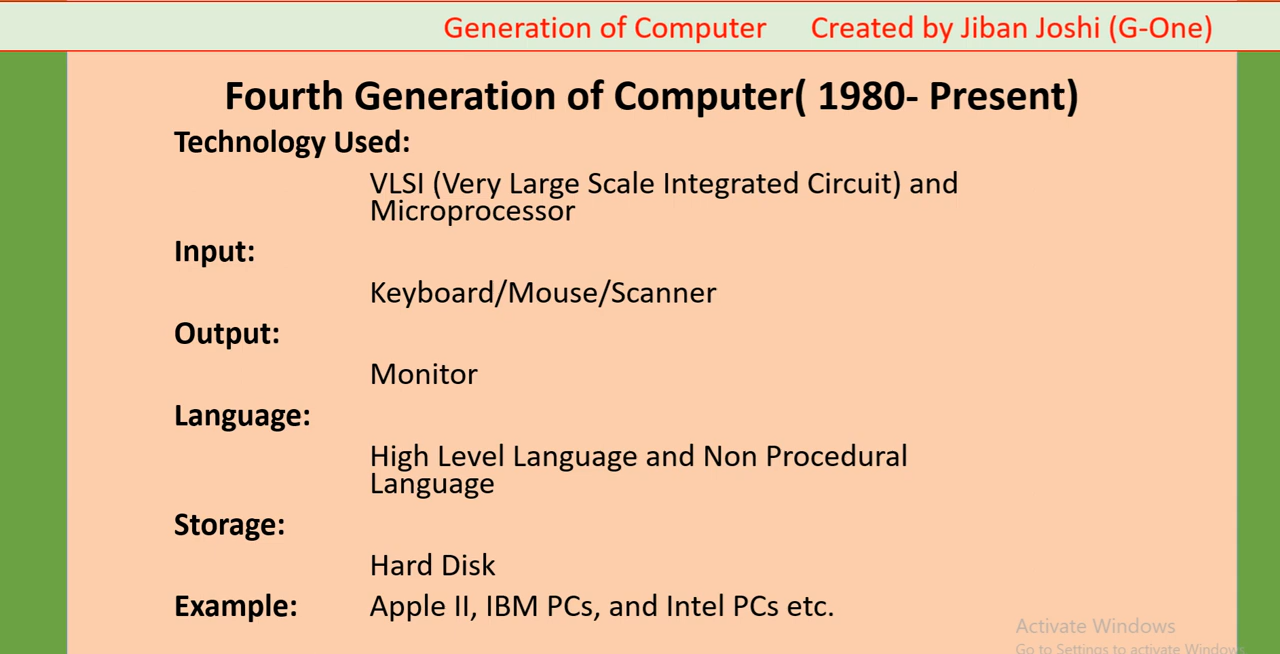 Generation of Computer Created by Jiban Joshi (G-One)
Fourth Generation of Computer( 1980- Present)
Technology Used:
VLSI (Very Large Scale Integrated Circuit) and
Microprocessor
Input:
Keyboard/Mouse/Scanner
Output:
Monitor
Language:
High Level Language and Non Procedural
Language
Storage:
Hard Disk
Example: Apple II, IBM PCs, and Intel PCs etc.
Activate Windows
Go to Settings to activate Windows